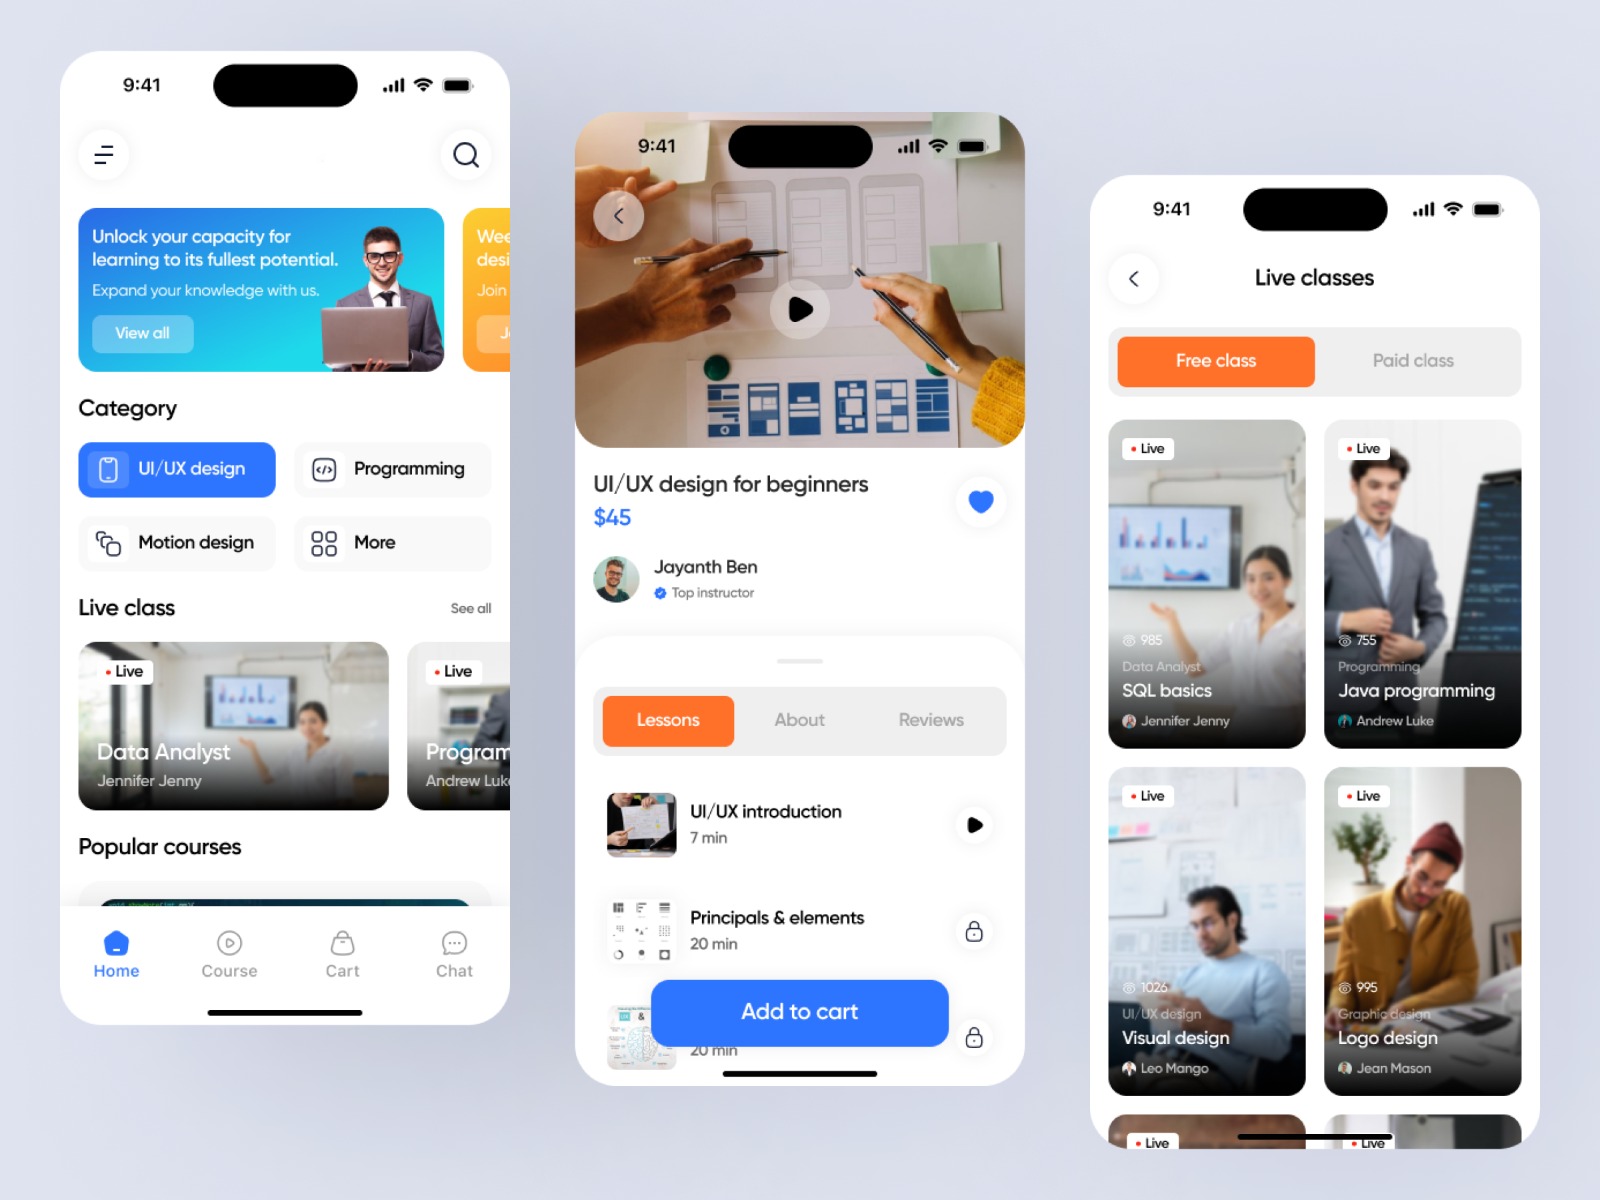 9:41
Unlock your capacity for
learning to its fullest potential.
Expand your knowledge with us.
View all
Wee
desi
Join
J
Category
UI/UX design
Programming
Motion design
More
Live class
See all
Live
Data Analyst
Jennifer Jenny
Live
Program
Andrew Luk
Popular courses
Home
Course
Cart
Chat
9:41
UI/UX design for beginners
$45
Jayanth Ben
Top instructor
Lessons
About
Reviews
UI/UX introduction
7 min
Principals & elements
20 min
Add to cart
20 min
9:41
Live classes
Free class
Paid class
Live
985
Data Analyst
SQL basics
Jennifer Jenny
Live
755
Programming
Java programming
Andrew Luke
Live
1026
UI/UX design
Visual design
Leo Mango
Live
995
Graphic design
Logo design
Jean Mason
Live
Live